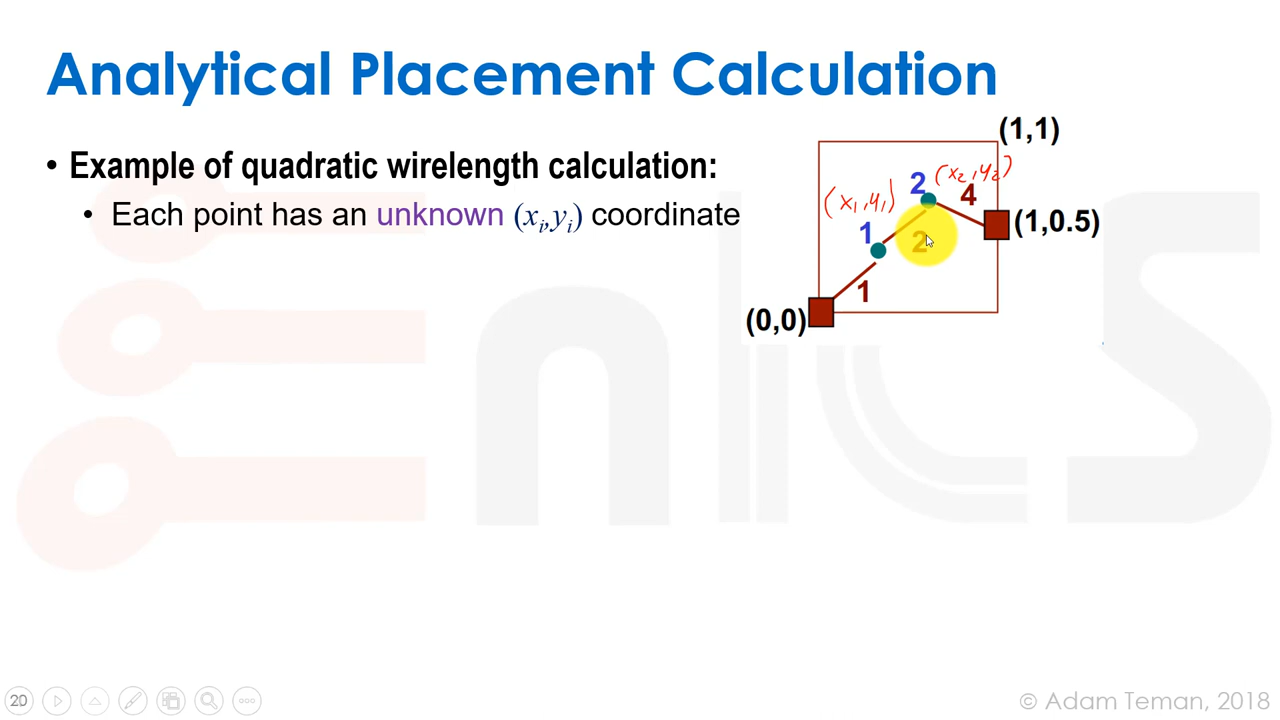 Analytical Placement Calculation
• Example of quadratic wirelength calculation:
• Each point has an unknown (xi,yi) coordinate
(1,1)
(x1,y1)
2
(x2,y2)
4
(1,0.5)
1
2
1
(0,0)
ENICS
20
© Adam Teman, 2018